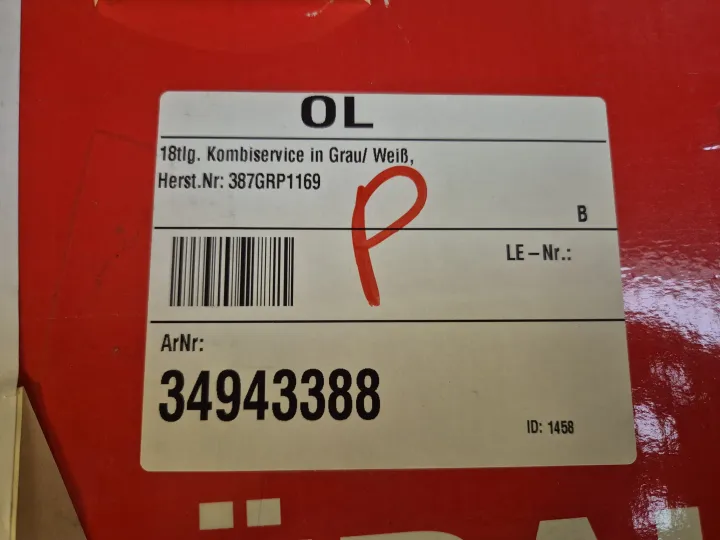 OL
18tlg. Kombiservice in Grau/ Weiß,
Herst.Nr: 387GRP1169
P
B
LE-Nr.:
ArNr:
34943388
ID: 1458